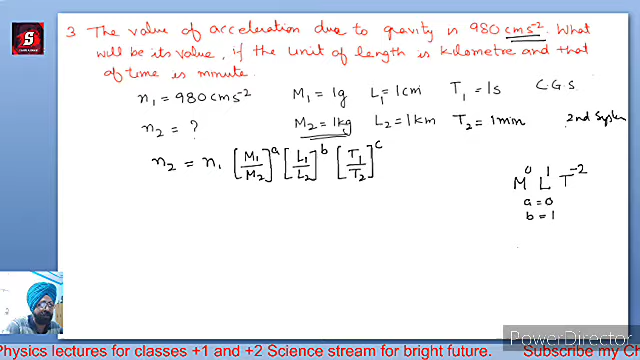 S
3 The value of acceleration due to gravity is 980 cm s⁻². What
will be its value, if the unit of length is kilometre and that
of time is minute.
n₁ = 980 cm s⁻² M₁ = 1g L₁ = 1cm T₁ = 1s C.G.S.
n₂ = ? M₂ = 1kg L₂ = 1km T₂ = 1min 2nd System
n₂ = n₁ [M₁/M₂]ᵃ [L₁/L₂]ᵇ [T₁/T₂]ᶜ
M⁰ L¹ T⁻²
a = 0
b = 1
PowerDirector
Physics lectures for classes +1 and +2 Science stream for bright future. Subscribe my Ch